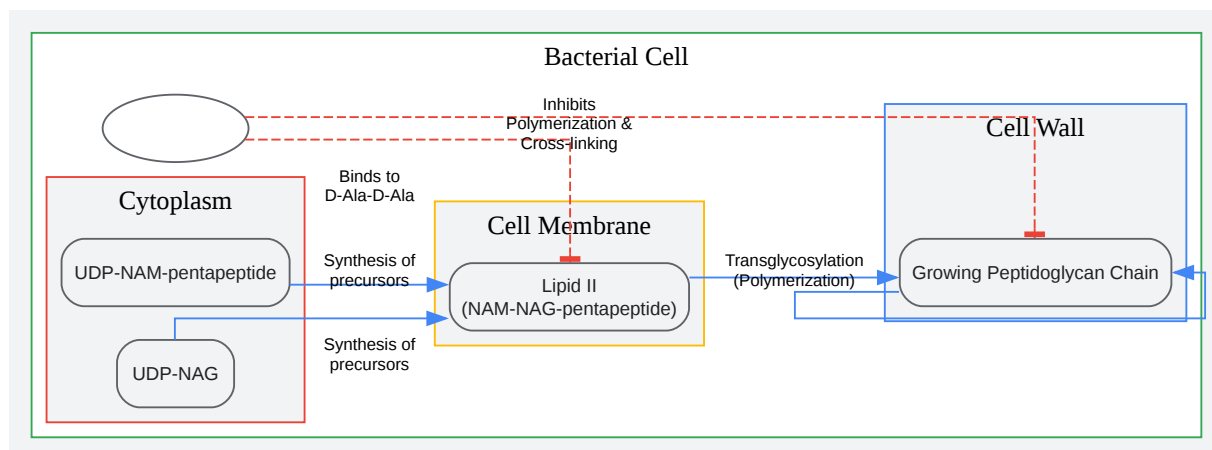 Bacterial Cell
Inhibits
Polymerization &
Cross-linking
Cell Wall
Binds to
D-Ala-D-Ala
Cytoplasm
Cell Membrane
UDP-NAM-pentapeptide
Synthesis of
precursors
Lipid II
(NAM-NAG-pentapeptide)
Transglycosylation
(Polymerization)
Growing Peptidoglycan Chain
Synthesis of
precursors
UDP-NAG